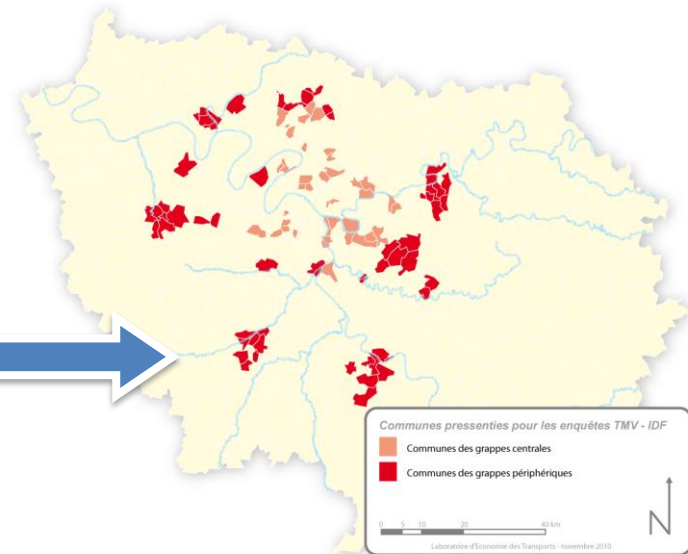 Communes pressenties pour les enquêtes TMV - IDF
Communes des grappes centrales
Communes des grappes périphériques
0 5 10 20 40 km
N
Laboratoire d'Economie des Transports - novembre 2010